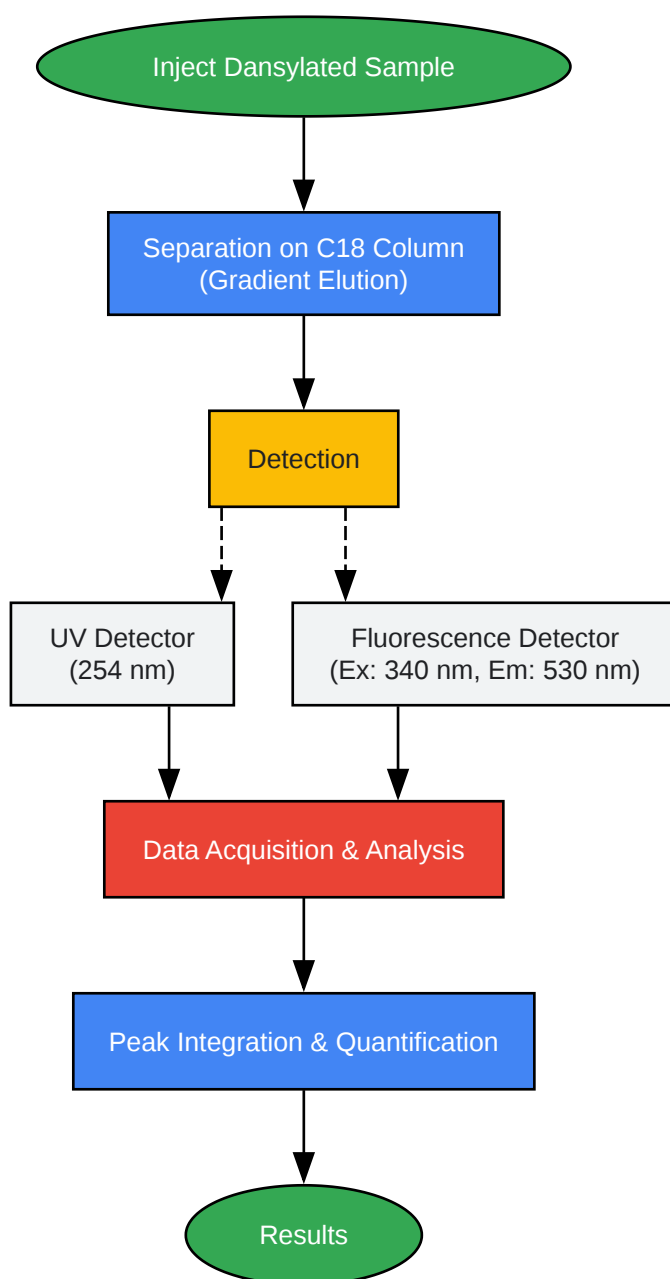 Inject Dansylated Sample
Separation on C18 Column
(Gradient Elution)
Detection
UV Detector
(254 nm)
Fluorescence Detector
(Ex: 340 nm, Em: 530 nm)
Data Acquisition & Analysis
Peak Integration & Quantification
Results